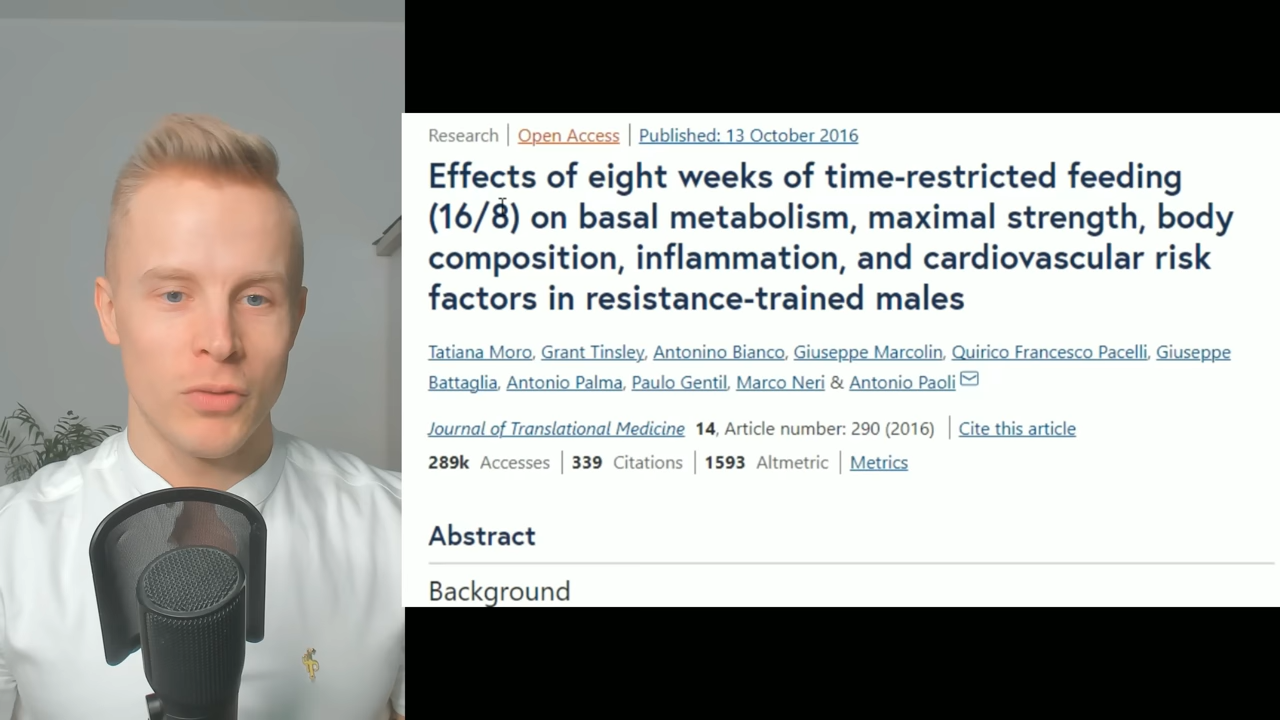 Research | Open Access | Published: 13 October 2016
Effects of eight weeks of time-restricted feeding
(16/8) on basal metabolism, maximal strength, body
composition, inflammation, and cardiovascular risk
factors in resistance-trained males
Tatiana Moro, Grant Tinsley, Antonino Bianco, Giuseppe Marcolin, Quirico Francesco Pacelli, Giuseppe
Battaglia, Antonio Palma, Paulo Gentil, Marco Neri & Antonio Paoli
Journal of Translational Medicine 14, Article number: 290 (2016) | Cite this article
289k Accesses | 339 Citations | 1593 Altmetric | Metrics
Abstract
Background